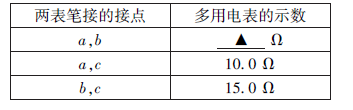 两表笔接的接点 多用电表的示数
a,b ▲ Ω
a,c 10.0 Ω
b,c 15.0 Ω